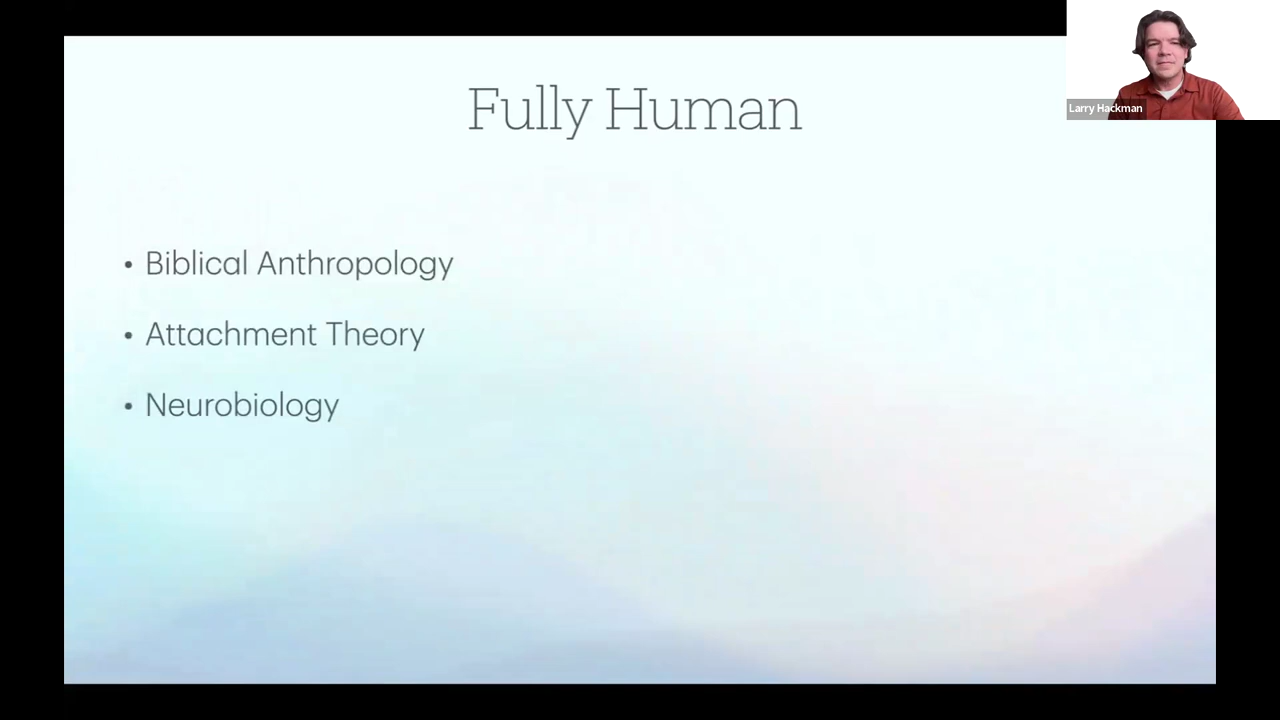 Fully Human
Larry Hackman
• Biblical Anthropology
• Attachment Theory
• Neurobiology